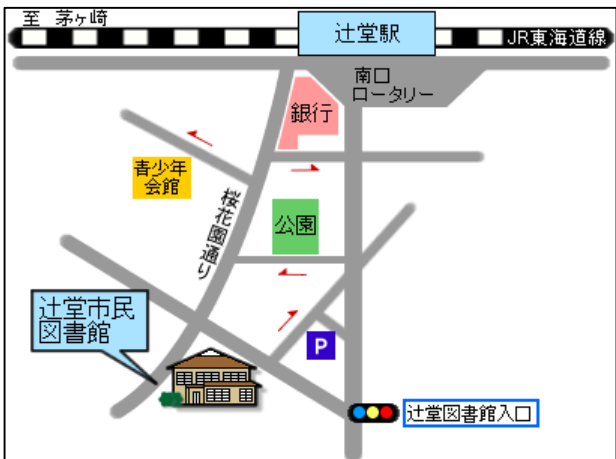 至 茅ヶ崎
辻堂駅
JR東海道線
南口
ロータリー
銀行
青少年
会館
桜花園通り
公園
辻堂市民
図書館
P
辻堂図書館入口